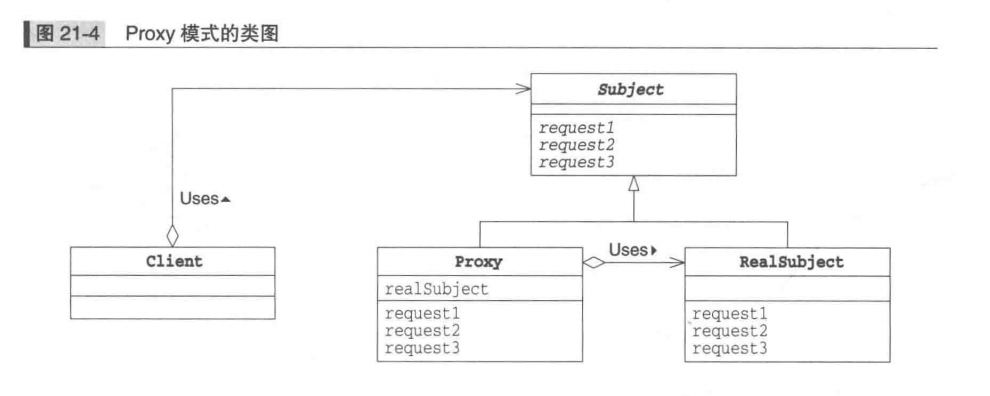 图 21-4 Proxy 模式的类图
Subject
request1
request2
request3
Uses▲
Client
Proxy
realSubject
request1
request2
request3
Uses▶
RealSubject
request1
request2
request3